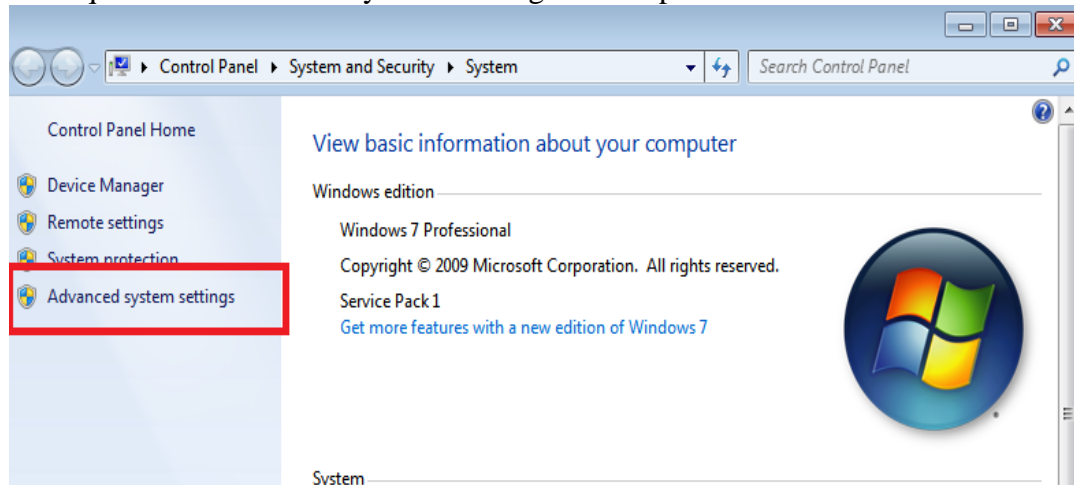 Control Panel ▸ System and Security ▸ System
Search Control Panel
Control Panel Home
Device Manager
Remote settings
System protection
Advanced system settings
View basic information about your computer
Windows edition
Windows 7 Professional
Copyright © 2009 Microsoft Corporation. All rights reserved.
Service Pack 1
Get more features with a new edition of Windows 7
System